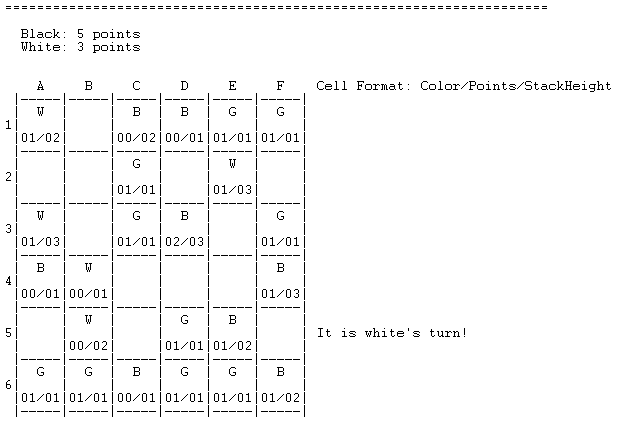 ====================================================================
Black: 5 points
White: 3 points
A B C D E F Cell Format: Color/Points/StackHeight
|-----|-----|-----|-----|-----|-----|
| W | | B | B | G | G |
1| | | | | | |
|01/02| |00/02|00/01|01/01|01/01|
|-----|-----|-----|-----|-----|-----|
| | | G | | W | |
2| | | | | | |
| | |01/01| |01/03| |
|-----|-----|-----|-----|-----|-----|
| W | | G | B | | G |
3| | | | | | |
|01/03| |01/01|02/03| |01/01|
|-----|-----|-----|-----|-----|-----|
| B | W | | | | B |
4| | | | | | |
|00/01|00/01| | | |01/03|
|-----|-----|-----|-----|-----|-----|
| | W | | G | B | |
5| | | | | | | It is white's turn!
| |00/02| |01/01|01/02| |
|-----|-----|-----|-----|-----|-----|
| G | G | B | G | G | B |
6| | | | | | |
|01/01|01/01|00/01|01/01|01/01|01/02|
|-----|-----|-----|-----|-----|-----|